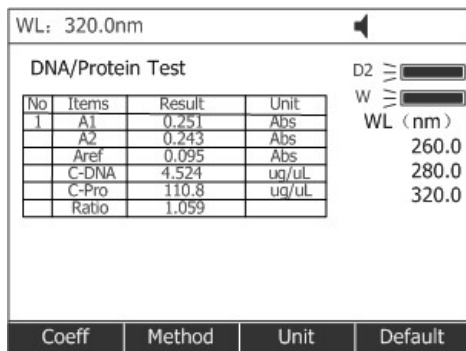 WL: 320.0nm
DNA/Protein Test
No Items Result Unit
1 A1 0.251 Abs
A2 0.243 Abs
Aref 0.095 Abs
C-DNA 4.524 ug/uL
C-Pro 110.8 ug/uL
Ratio 1.059
D2
W
WL（nm）
260.0
280.0
320.0
Coeff Method Unit Default